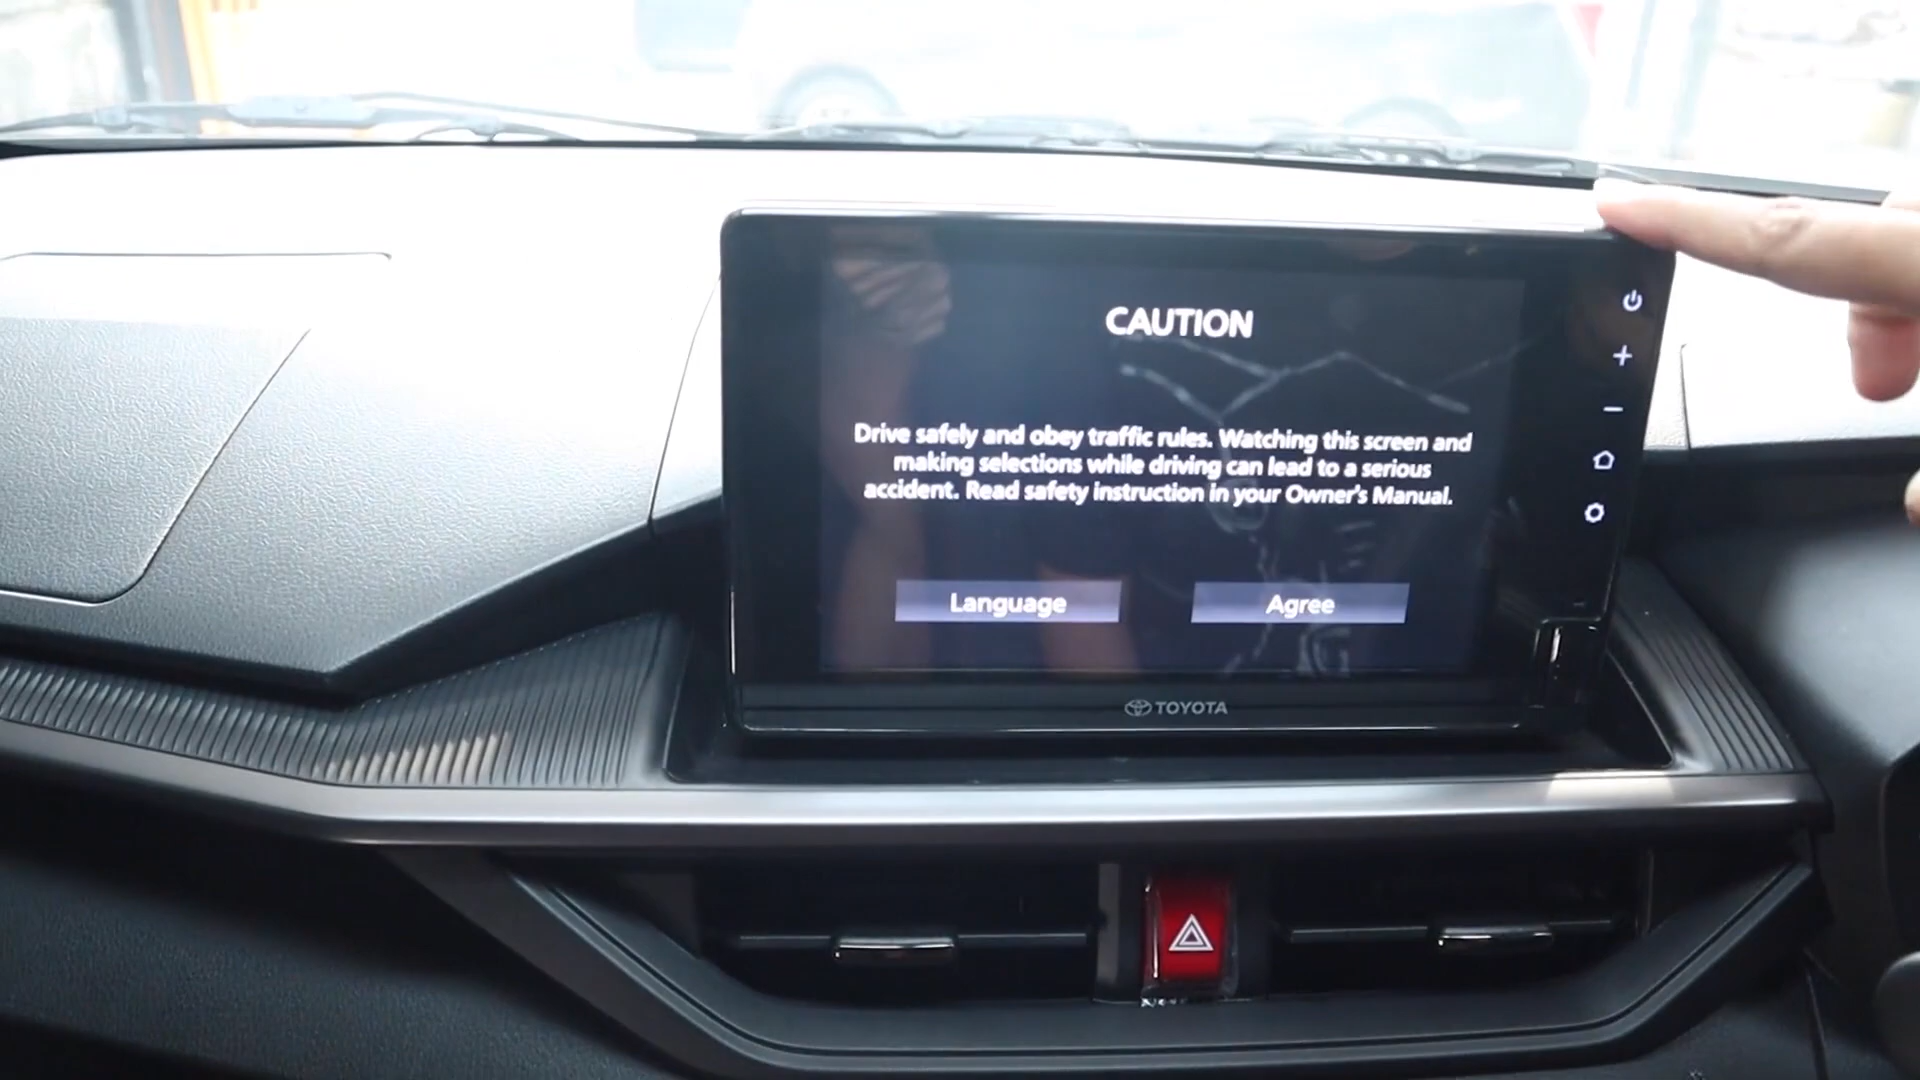 CAUTION
Drive safely and obey traffic rules. Watching this screen and
making selections while driving can lead to a serious
accident. Read safety instruction in your Owner's Manual.
Language
Agree
TOYOTA